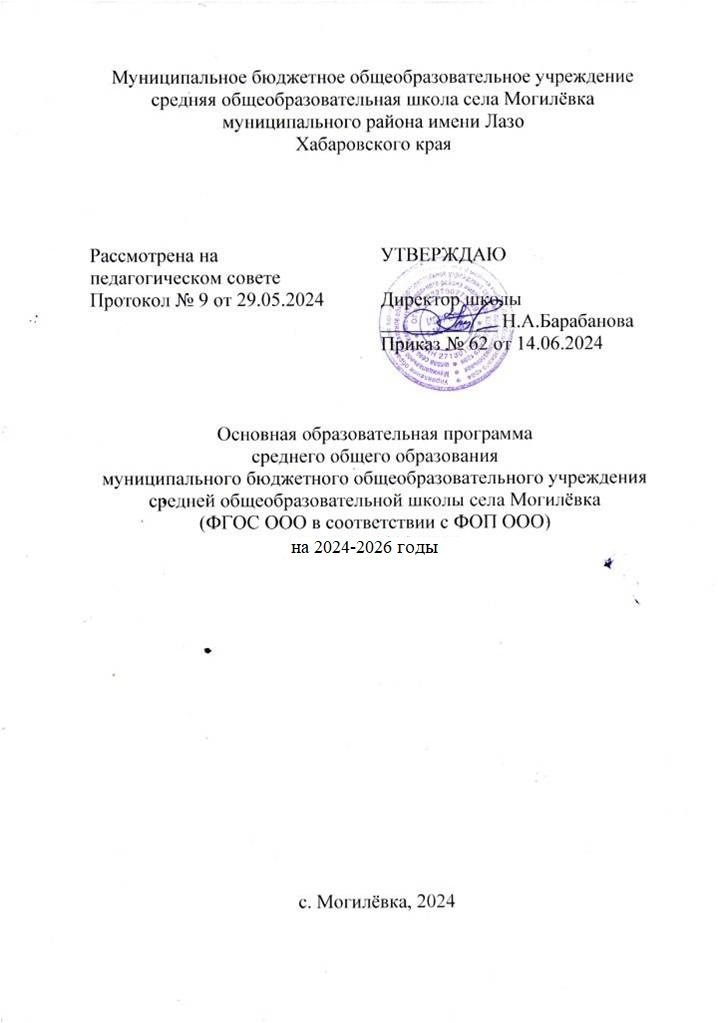 Муниципальное бюджетное общеобразовательное учреждение
средняя общеобразовательная школа села Могилёвка
муниципального района имени Лазо
Хабаровского края
Рассмотрена на
педагогическом совете
Протокол № 9 от 29.05.2024
УТВЕРЖДАЮ
Директор школы
Н.А.Барабанова
Приказ № 62 от 14.06.2024
Основная образовательная программа
среднего общего образования
муниципального бюджетного общеобразовательного учреждения
средней общеобразовательной школы села Могилёвка
(ФГОС ООО в соответствии с ФОП ООО)
на 2024-2026 годы
с. Могилёвка, 2024